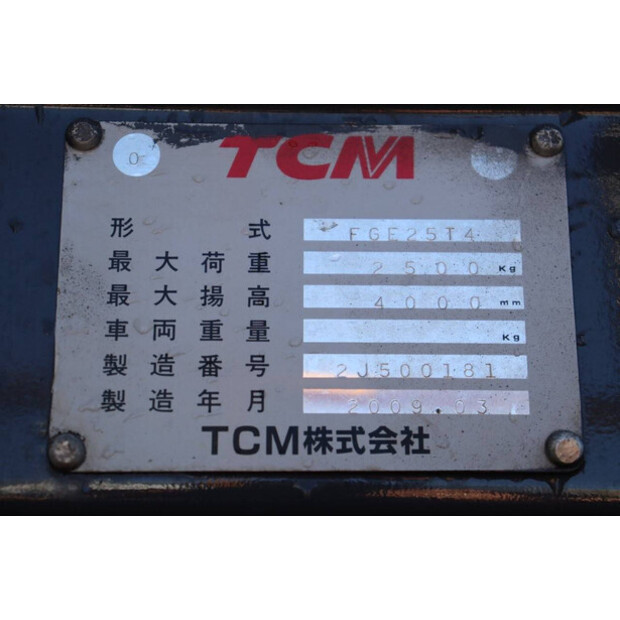 0
TCM
形式 FGE25T4
最大荷重 2500 Kg
最大揚高 4000 mm
車両重量 Kg
製造番号 2J500181
製造年月 2009.03
TCM株式会社